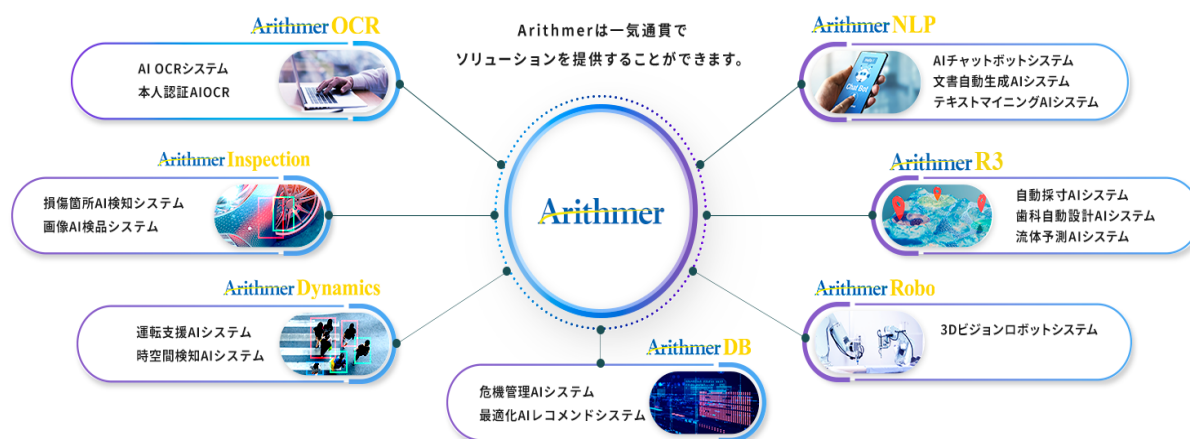 Arithmerは一気通貫で
ソリューションを提供することができます。
Arithmer OCR
AI OCRシステム
本人認証AIOCR
Arithmer NLP
AIチャットボットシステム
文書自動生成AIシステム
テキストマイニングAIシステム
Chat Bot
Arithmer Inspection
損傷箇所AI検知システム
画像AI検品システム
Arithmer
Arithmer R3
自動採寸AIシステム
歯科自動設計AIシステム
流体予測AIシステム
Arithmer Dynamics
運転支援AIシステム
時空間検知AIシステム
Arithmer Robo
3Dビジョンロボットシステム
Arithmer DB
危機管理AIシステム
最適化AIレコメンドシステム